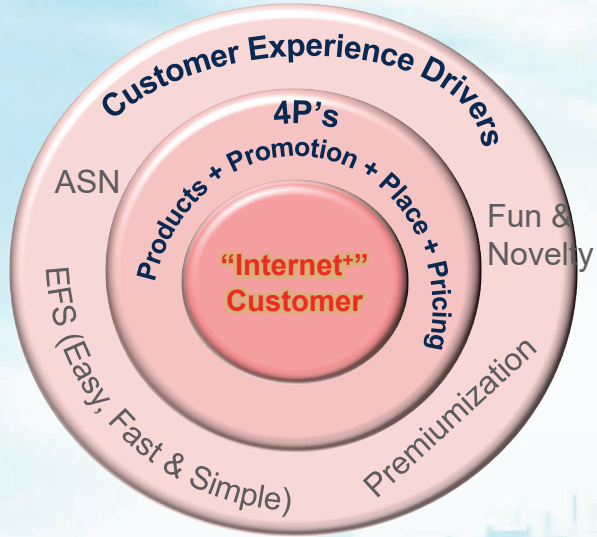 Customer Experience Drivers
4P's
Products + Promotion + Place + Pricing
ASN
Fun &
Novelty
"Internet⁺"
Customer
EFS (Easy, Fast & Simple)
Premiumization